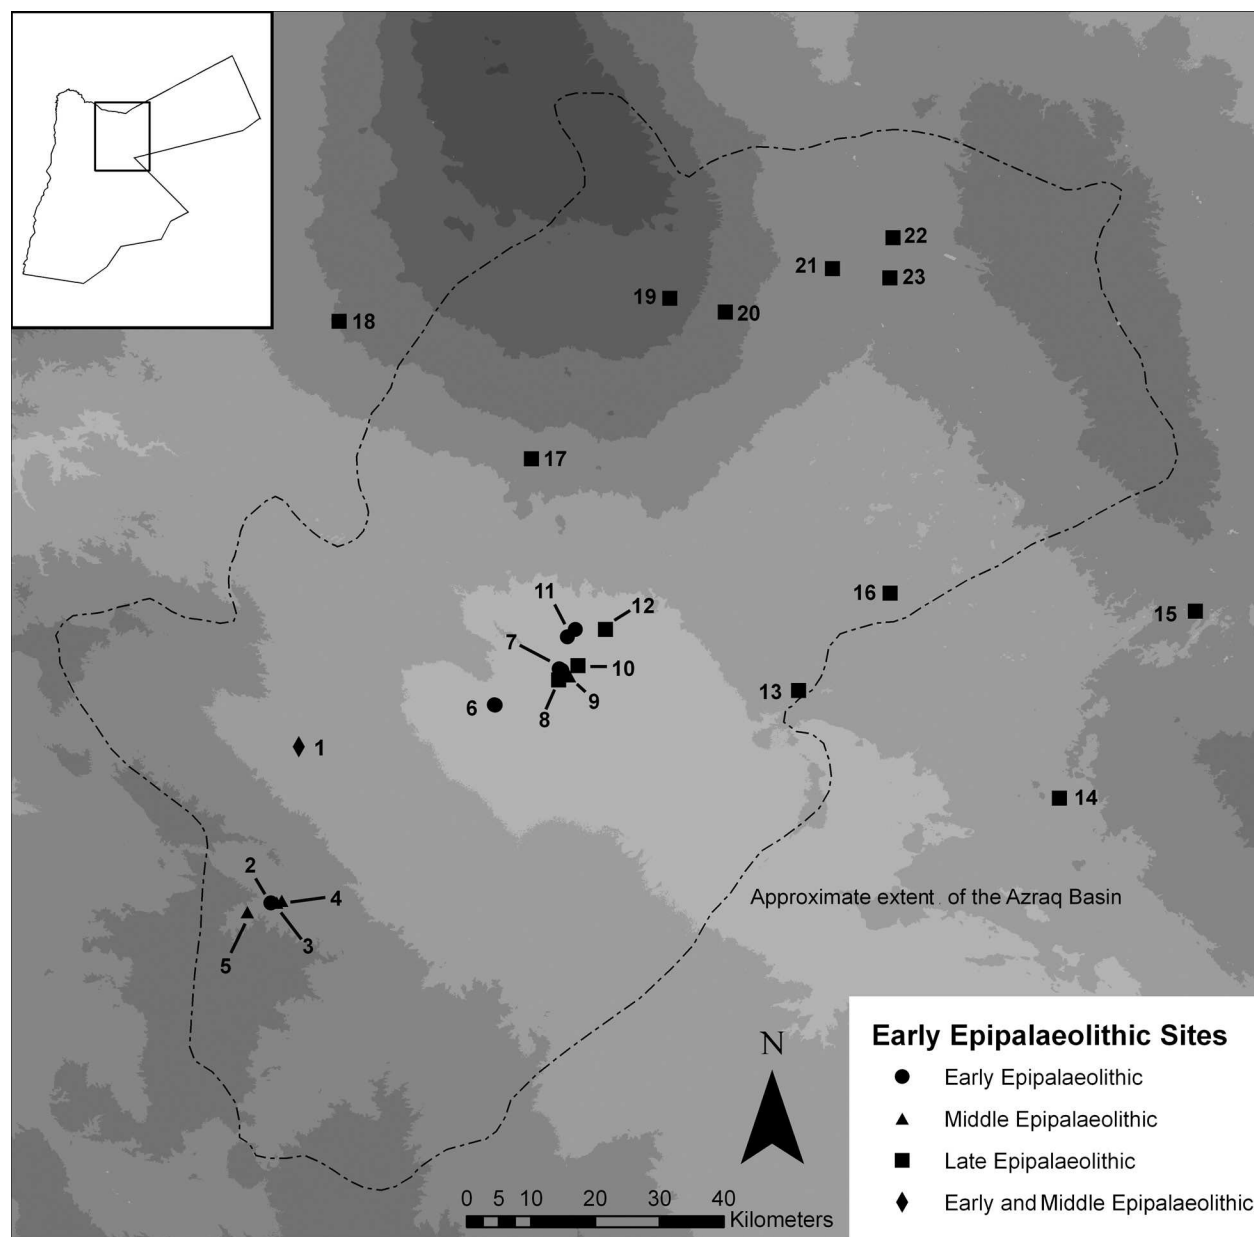 22
21
23
19
20
18
17
16
15
11
12
7
10
13
6
8
9
1
14
2
4
3
5
Approximate extent of the Azraq Basin
N
0 5 10 20 30 40
Kilometers
Early Epipalaeolithic Sites
Early Epipalaeolithic
Middle Epipalaeolithic
Late Epipalaeolithic
Early and Middle Epipalaeolithic